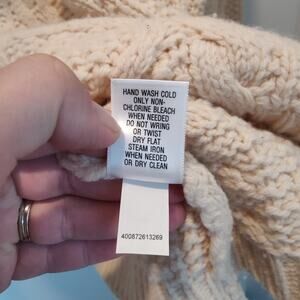 HAND WASH COLD
ONLY NON-
CHLORINE BLEACH
WHEN NEEDED
DO NOT WRING
OR TWIST
DRY FLAT
STEAM IRON
WHEN NEEDED
OR DRY CLEAN
400872613269